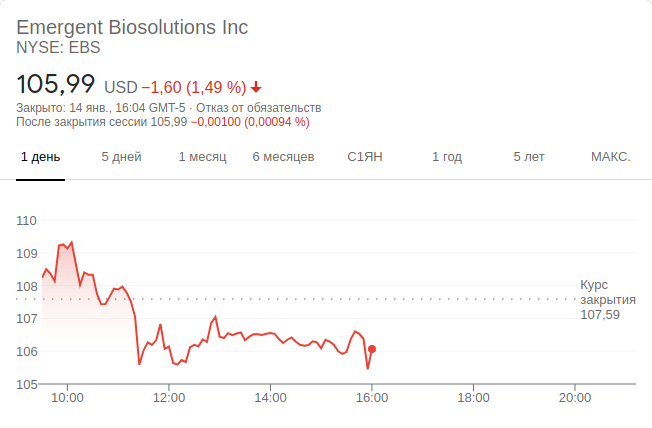 Emergent Biosolutions Inc
NYSE: EBS
105,99 USD −1,60 (1,49 %)
Закрыто: 14 янв., 16:04 GMT-5 · Отказ от обязательств
После закрытия сессии 105,99 −0,00100 (0,00094 %)
1 день 5 дней 1 месяц 6 месяцев С1ЯН 1 год 5 лет МАКС.
110
109
108
107
106
105
Курс
закрытия
107,59
10:00 12:00 14:00 16:00 18:00 20:00